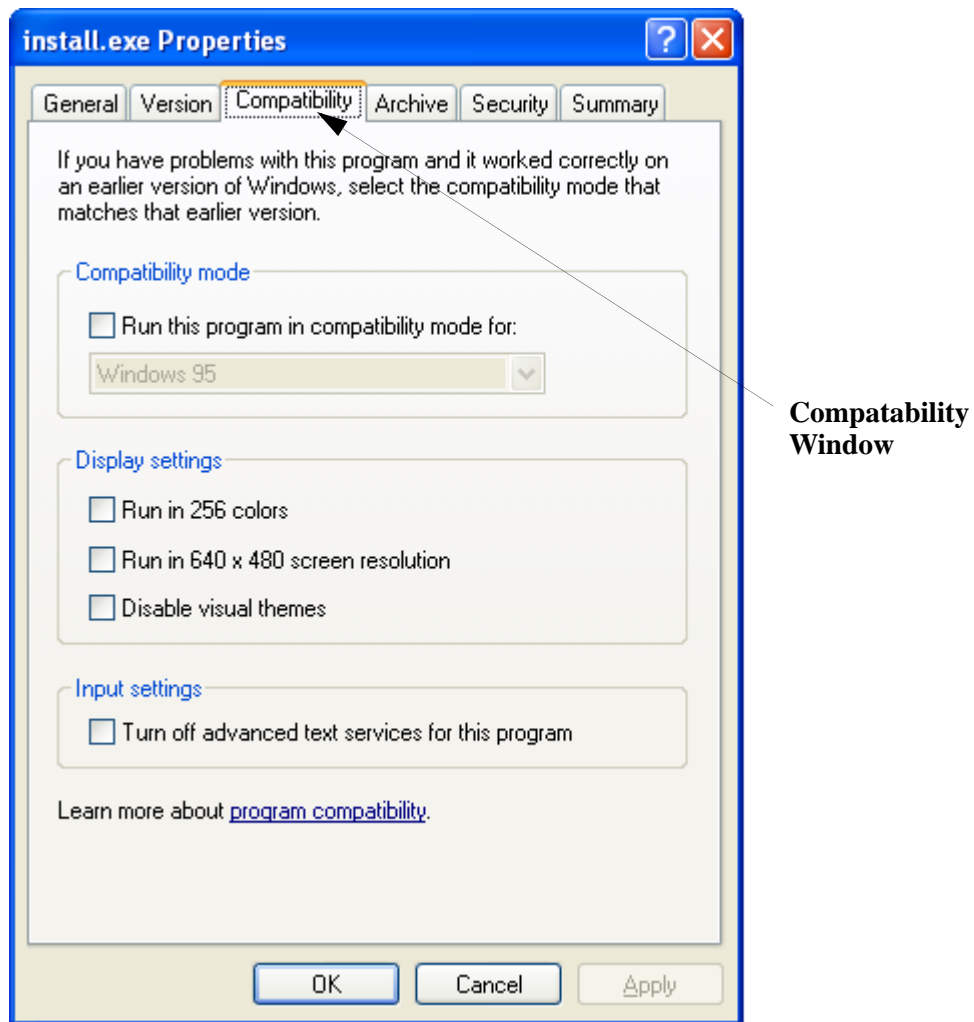 install.exe Properties
General Version Compatibility Archive Security Summary
If you have problems with this program and it worked correctly on
an earlier version of Windows, select the compatibility mode that
matches that earlier version.
Compatibility mode
Run this program in compatibility mode for:
Windows 95
Compatability
Window
Display settings
Run in 256 colors
Run in 640 x 480 screen resolution
Disable visual themes
Input settings
Turn off advanced text services for this program
Learn more about program compatibility.
OK Cancel Apply